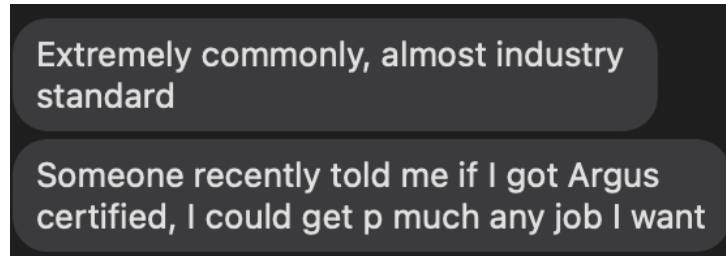 Extremely commonly, almost industry
standard
Someone recently told me if I got Argus
certified, I could get p much any job I want